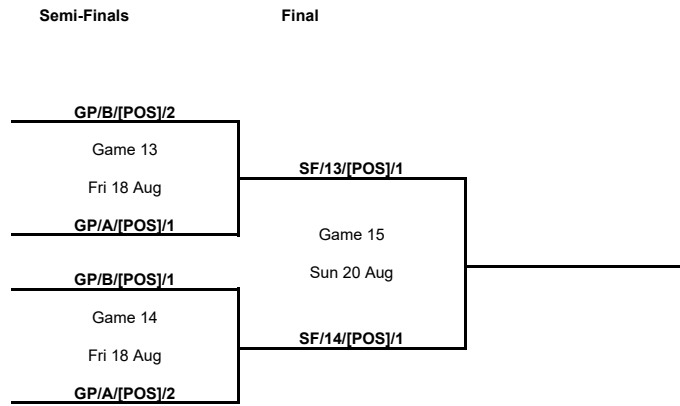 Semi-Finals Final
GP/B/[POS]/2
Game 13
SF/13/[POS]/1
Fri 18 Aug
GP/A/[POS]/1
Game 15
GP/B/[POS]/1
Sun 20 Aug
Game 14
SF/14/[POS]/1
Fri 18 Aug
GP/A/[POS]/2